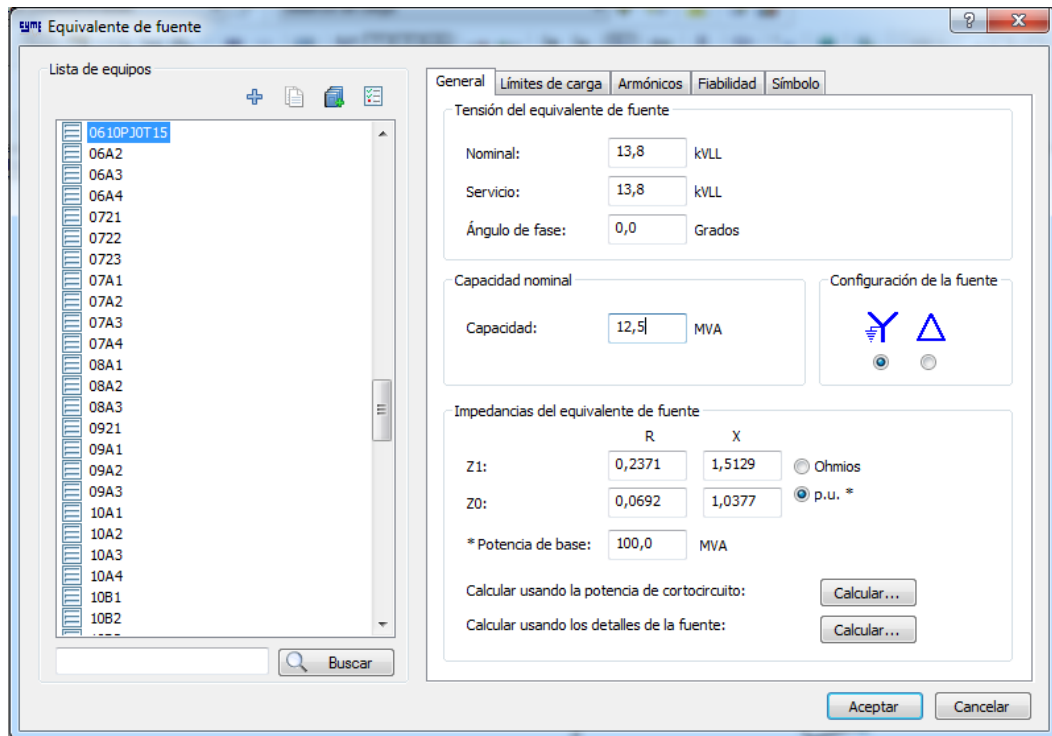 cyme Equivalente de fuente
Lista de equipos
0610PJ0T15
06A2
06A3
06A4
0721
0722
0723
07A1
07A2
07A3
07A4
08A1
08A2
08A3
0921
09A1
09A2
09A3
10A1
10A2
10A3
10A4
10B1
10B2
Buscar
General Límites de carga Armónicos Fiabilidad Símbolo
Tensión del equivalente de fuente
Nominal: 13,8 kVLL
Servicio: 13,8 kVLL
Ángulo de fase: 0,0 Grados
Capacidad nominal
Capacidad: 12,5 MVA
Configuración de la fuente
Impedancias del equivalente de fuente
R X
Z1: 0,2371 1,5129 Ohmios
Z0: 0,0692 1,0377 p.u. *
* Potencia de base: 100,0 MVA
Calcular usando la potencia de cortocircuito: Calcular...
Calcular usando los detalles de la fuente: Calcular...
Aceptar Cancelar